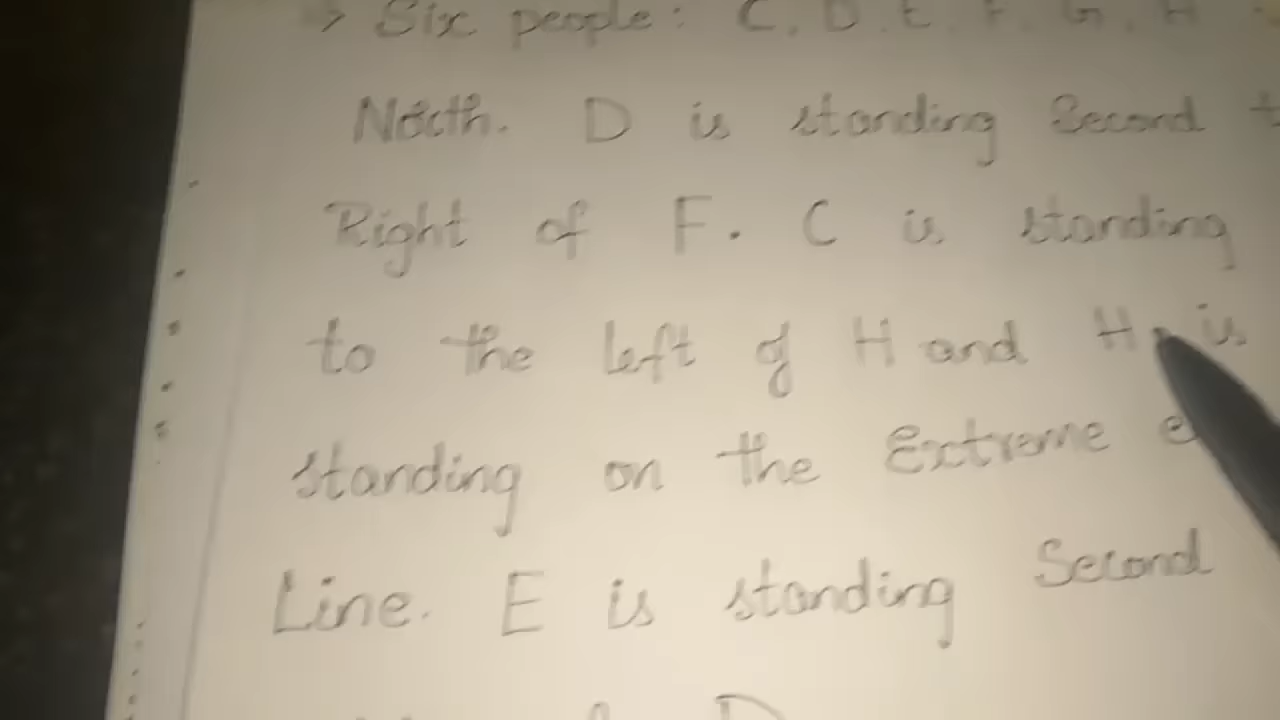 > Six people: C, D, E, F, G, H
North. D is standing Second
Right of F. C is standing
to the left of H and H is
standing on the Extreme
Line. E is standing Second
D